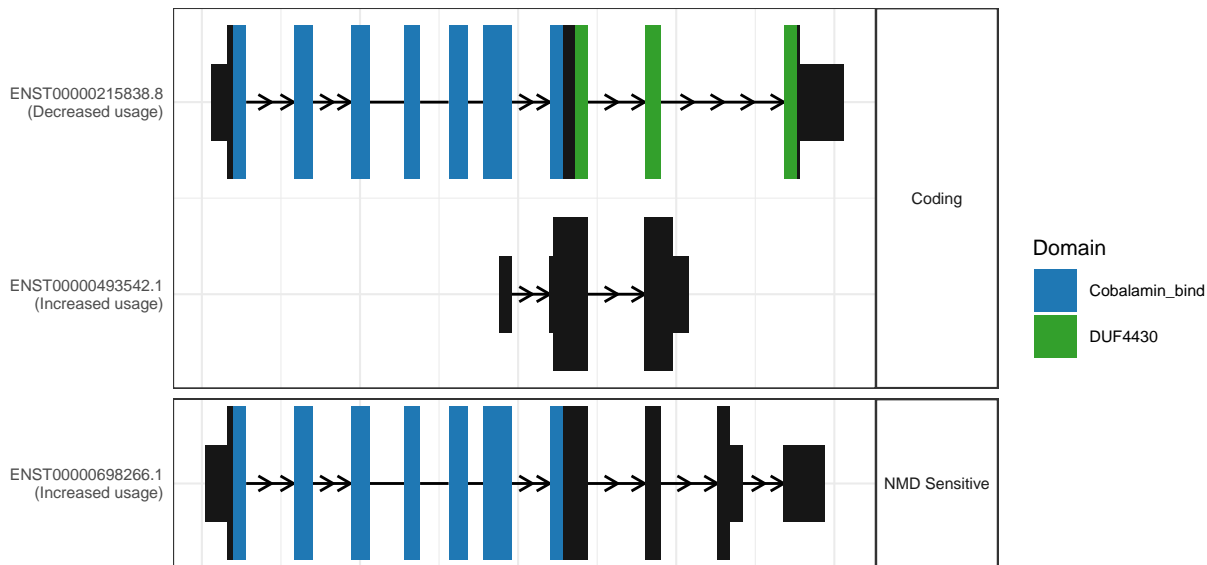 ENST00000215838.8
(Decreased usage)
Coding
ENST00000493542.1
(Increased usage)
Domain
Cobalamin_bind
DUF4430
ENST00000698266.1
(Increased usage)
NMD Sensitive